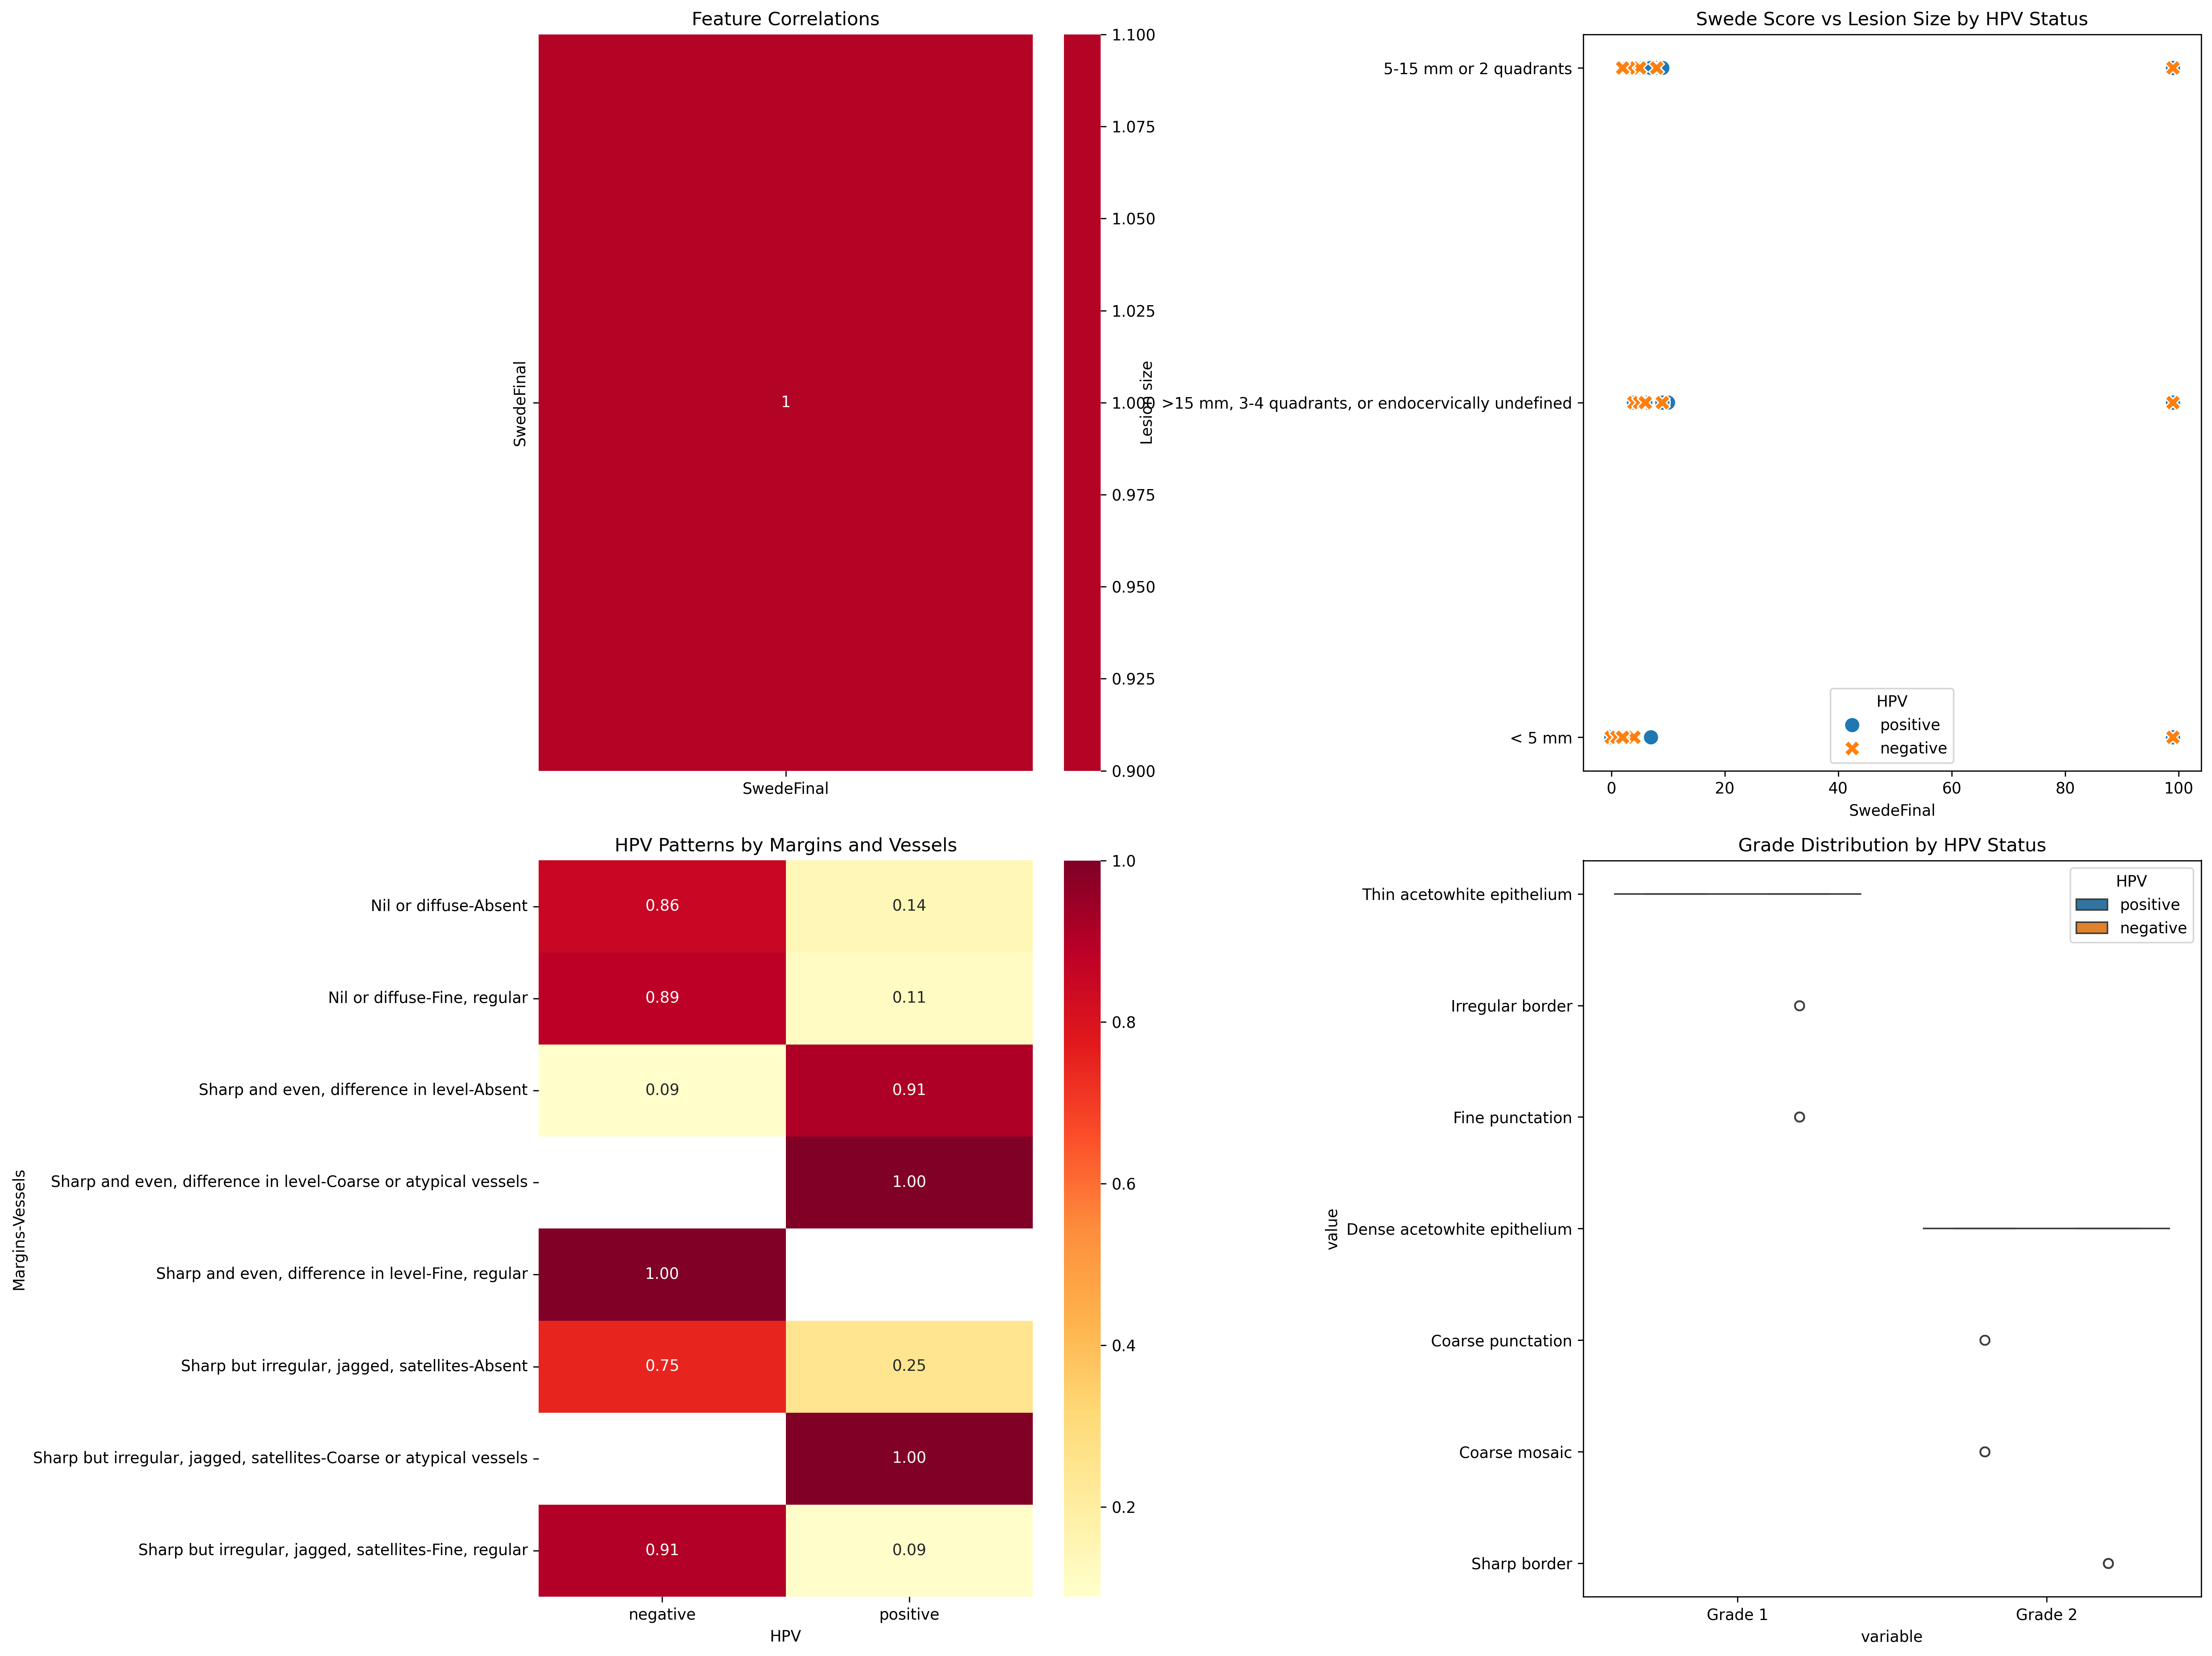 Feature Correlations
SwedeFinal
1
SwedeFinal
1.100
1.075
1.050
1.025
1.000
0.975
0.950
0.925
0.900
Swede Score vs Lesion Size by HPV Status
Lesion size
5-15 mm or 2 quadrants
>15 mm, 3-4 quadrants, or endocervically undefined
< 5 mm
HPV
positive
negative
0 20 40 60 80 100
SwedeFinal
HPV Patterns by Margins and Vessels
Margins-Vessels
Nil or diffuse-Absent 0.86 0.14
Nil or diffuse-Fine, regular 0.89 0.11
Sharp and even, difference in level-Absent 0.09 0.91
Sharp and even, difference in level-Coarse or atypical vessels 1.00
Sharp and even, difference in level-Fine, regular 1.00
Sharp but irregular, jagged, satellites-Absent 0.75 0.25
Sharp but irregular, jagged, satellites-Coarse or atypical vessels 1.00
Sharp but irregular, jagged, satellites-Fine, regular 0.91 0.09
negative positive
HPV
1.0
0.8
0.6
0.4
0.2
Grade Distribution by HPV Status
value
Thin acetowhite epithelium
Irregular border
Fine punctation
Dense acetowhite epithelium
Coarse punctation
Coarse mosaic
Sharp border
HPV
positive
negative
Grade 1 Grade 2
variable